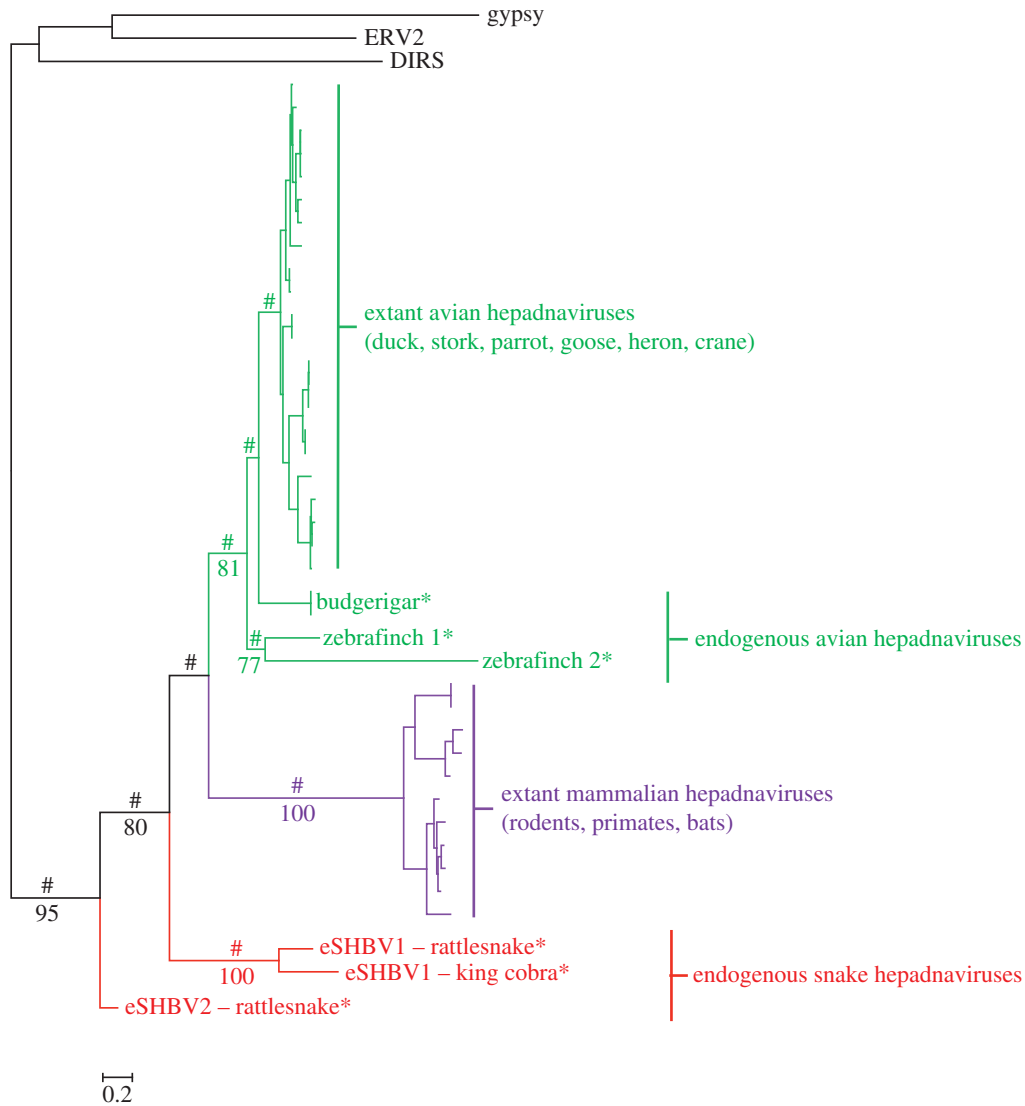 gypsy
ERV2
DIRS
#
extant avian hepadnaviruses
(duck, stork, parrot, goose, heron, crane)
#
#
81
budgerigar*
#
zebrafinch 1*
endogenous avian hepadnaviruses
77
zebrafinch 2*
#
#
100
extant mammalian hepadnaviruses
(rodents, primates, bats)
#
80
#
95
#
100
eSHBV1 – rattlesnake*
eSHBV1 – king cobra*
endogenous snake hepadnaviruses
eSHBV2 – rattlesnake*
0.2